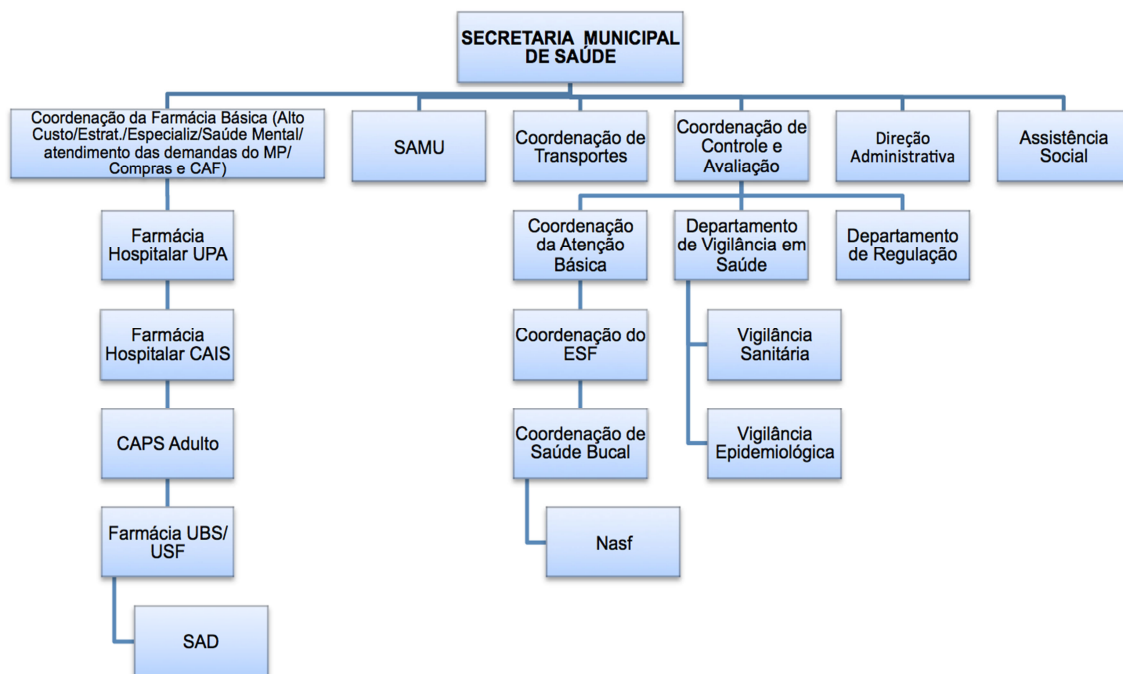 SECRETARIA MUNICIPAL
DE SAÚDE
Coordenação da Farmácia Básica (Alto
Custo/Estrat./Especializ/Saúde Mental/
atendimento das demandas do MP/
Compras e CAF)
SAMU
Coordenação de
Transportes
Coordenação de
Controle e
Avaliação
Direção
Administrativa
Assistência
Social
Farmácia
Hospitalar UPA
Coordenação
da Atenção
Básica
Departamento
de Vigilância em
Saúde
Departamento
de Regulação
Farmácia
Hospitalar CAIS
Coordenação do
ESF
Vigilância
Sanitária
CAPS Adulto
Coordenação de
Saúde Bucal
Vigilância
Epidemiológica
Farmácia UBS/
USF
Nasf
SAD